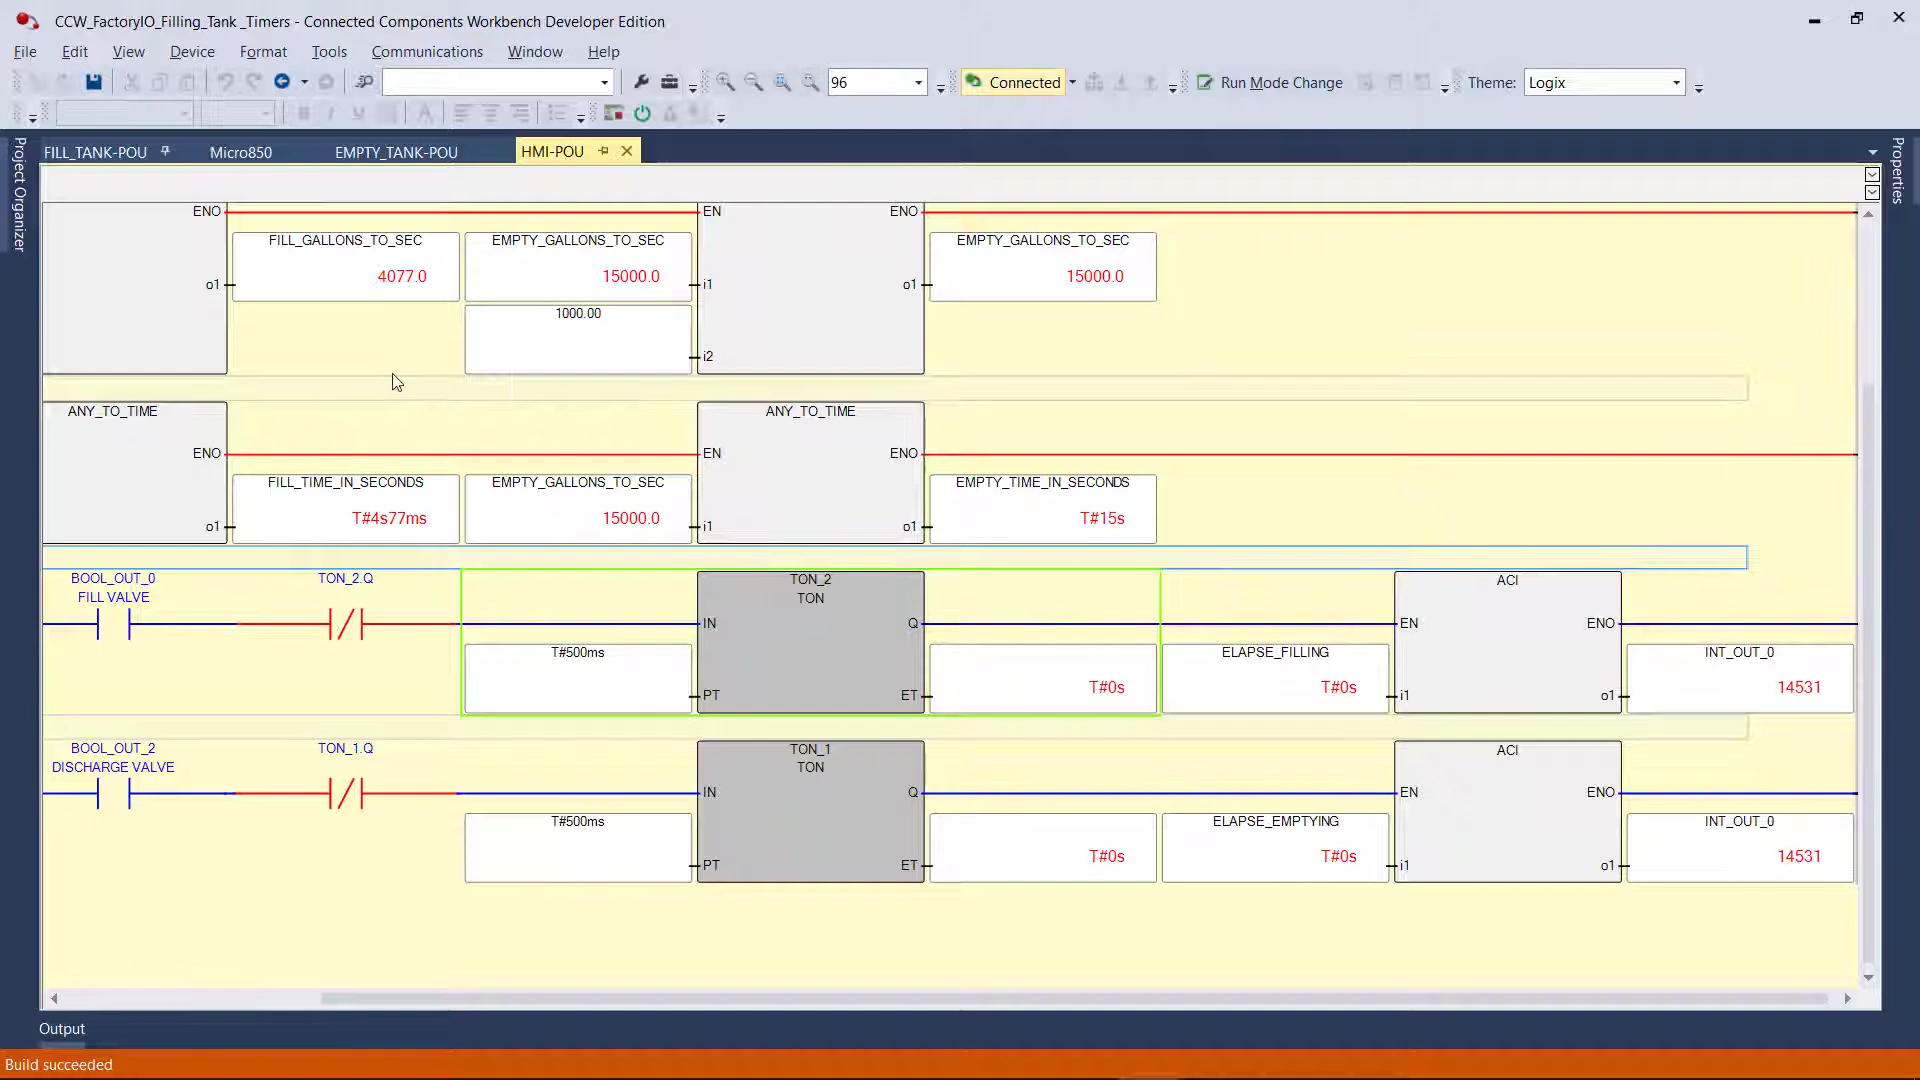 CCW_FactoryIO_Filling_Tank _Timers - Connected Components Workbench Developer Edition
File Edit View Device Format Tools Communications Window Help
96 Connected Run Mode Change Theme: Logix
Project Organizer
FILL_TANK-POU Micro850 EMPTY_TANK-POU HMI-POU
Properties
ENO EN ENO
FILL_GALLONS_TO_SEC EMPTY_GALLONS_TO_SEC EMPTY_GALLONS_TO_SEC
4077.0 15000.0 15000.0
o1 i1 o1
1000.00
i2
ANY_TO_TIME ANY_TO_TIME
ENO EN ENO
FILL_TIME_IN_SECONDS EMPTY_GALLONS_TO_SEC EMPTY_TIME_IN_SECONDS
T#4s77ms 15000.0 T#15s
o1 i1 o1
BOOL_OUT_0 TON_2.Q TON_2 ACI
FILL VALVE TON
IN Q EN ENO
T#500ms ELAPSE_FILLING INT_OUT_0
T#0s T#0s 14531
PT ET i1 o1
BOOL_OUT_2 TON_1.Q TON_1 ACI
DISCHARGE VALVE TON
IN Q EN ENO
T#500ms ELAPSE_EMPTYING INT_OUT_0
T#0s T#0s 14531
PT ET i1 o1
Output
Build succeeded